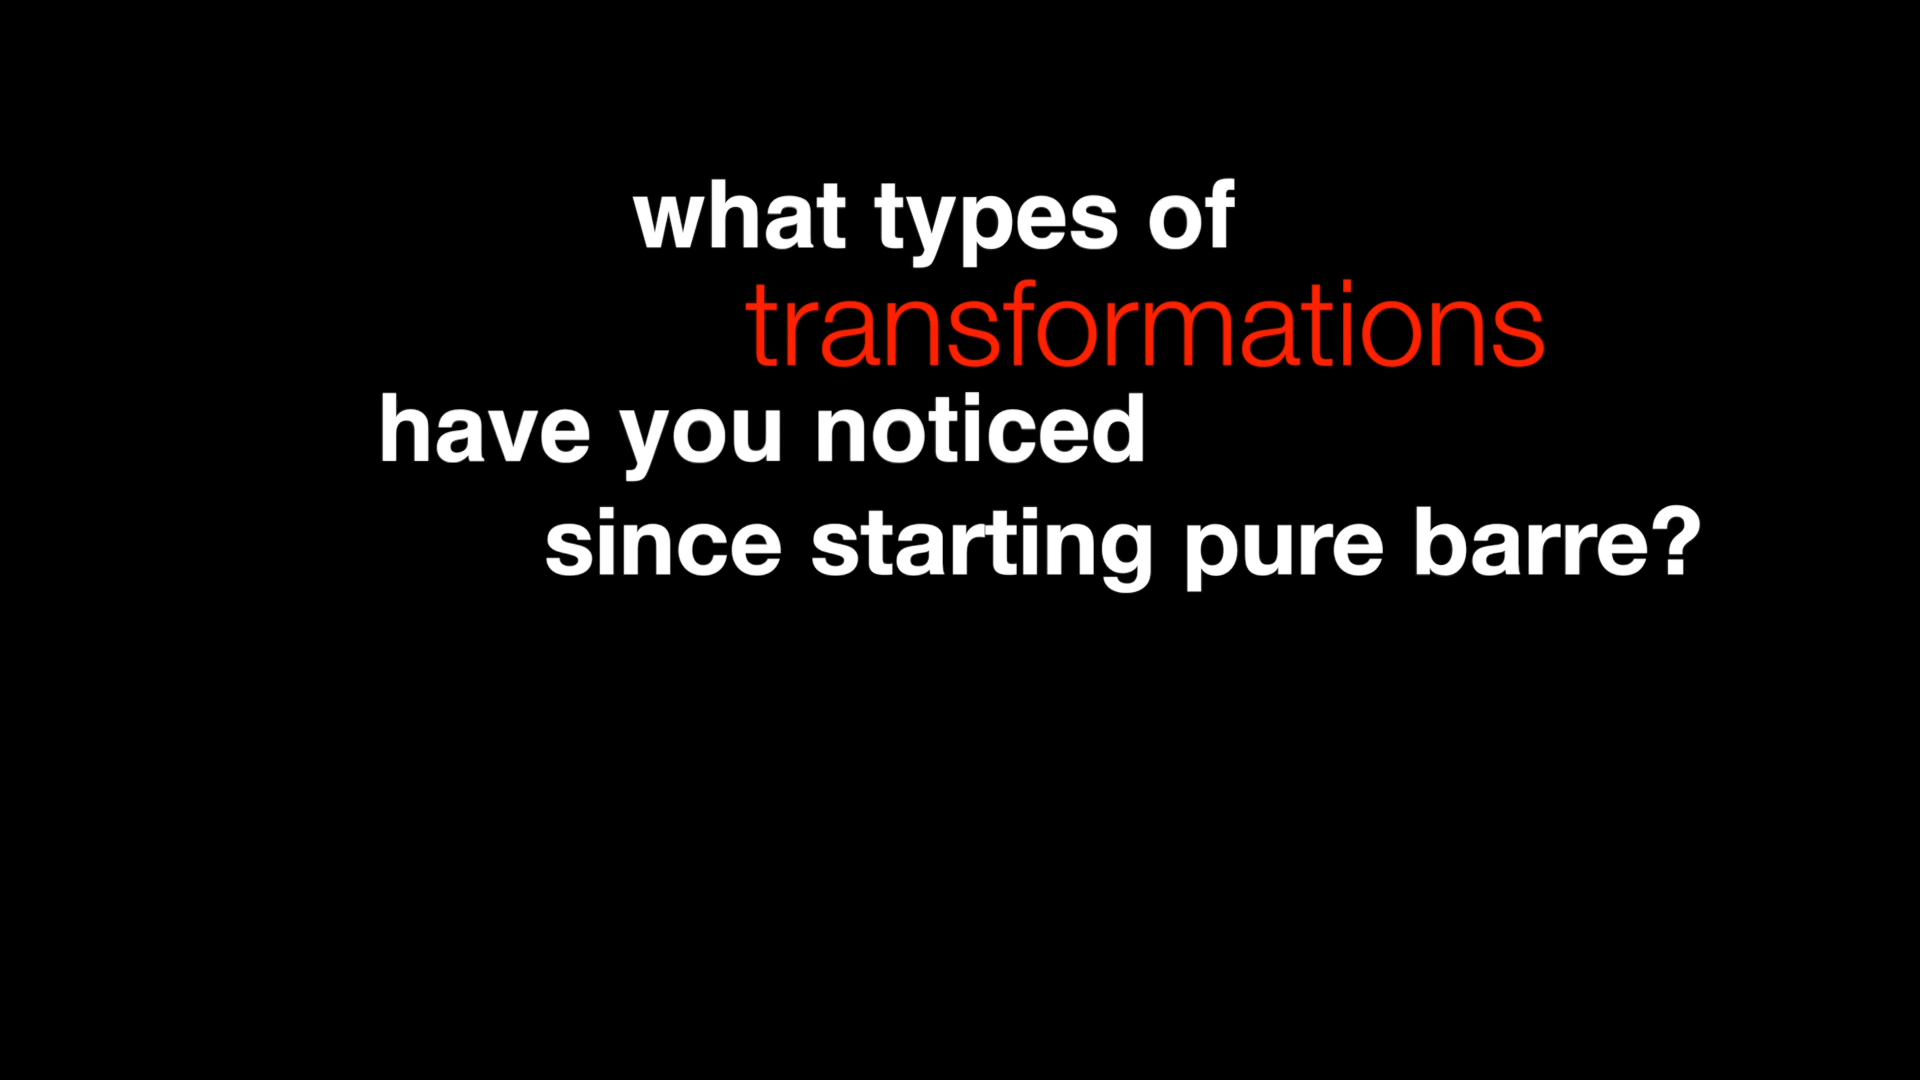 what types of
transformations
have you noticed
since starting pure barre?